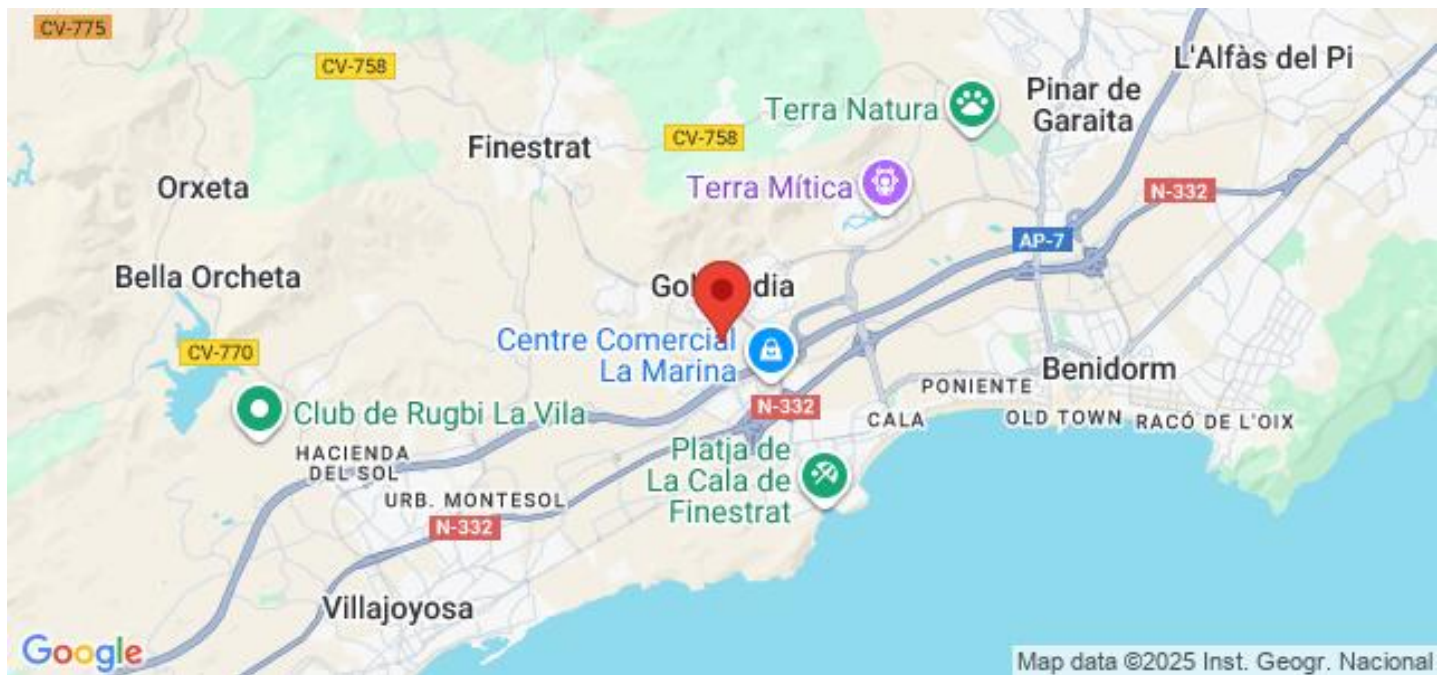 CV-775
CV-758
L'Alfàs del Pi
Terra Natura
Pinar de
Garaita
Finestrat
CV-758
Orxeta
Terra Mítica
N-332
AP-7
Bella Orcheta
Gol
dia
Centre Comercial
La Marina
CV-770
Benidorm
PONIENTE
N-332
CALA
OLD TOWN
RACÓ DE L'OIX
Club de Rugbi La Vila
HACIENDA
DEL SOL
Platja de
La Cala de
Finestrat
URB. MONTESOL
N-332
Villajoyosa
Google
Map data ©2025 Inst. Geogr. Nacional